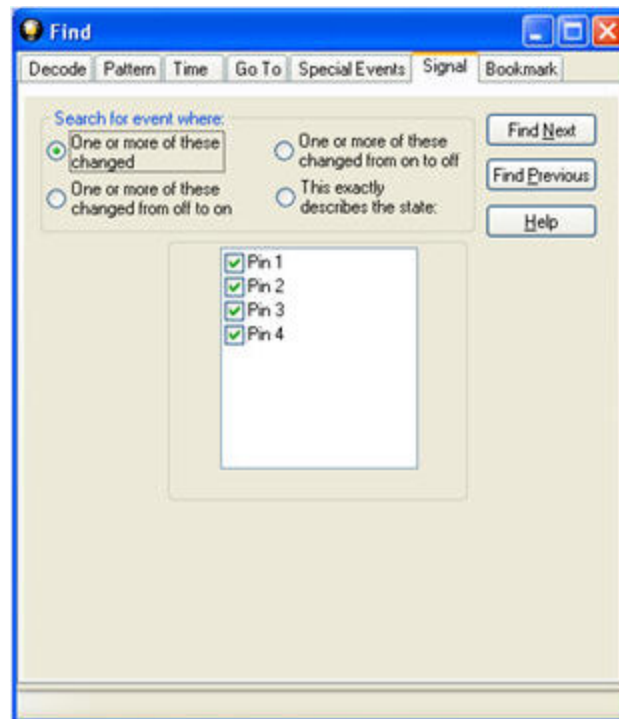 Find
Decode Pattern Time Go To Special Events Signal Bookmark
Search for event where:
One or more of these
changed
One or more of these
changed from on to off
One or more of these
changed from off to on
This exactly
describes the state:
Find Next
Find Previous
Help
Pin 1
Pin 2
Pin 3
Pin 4